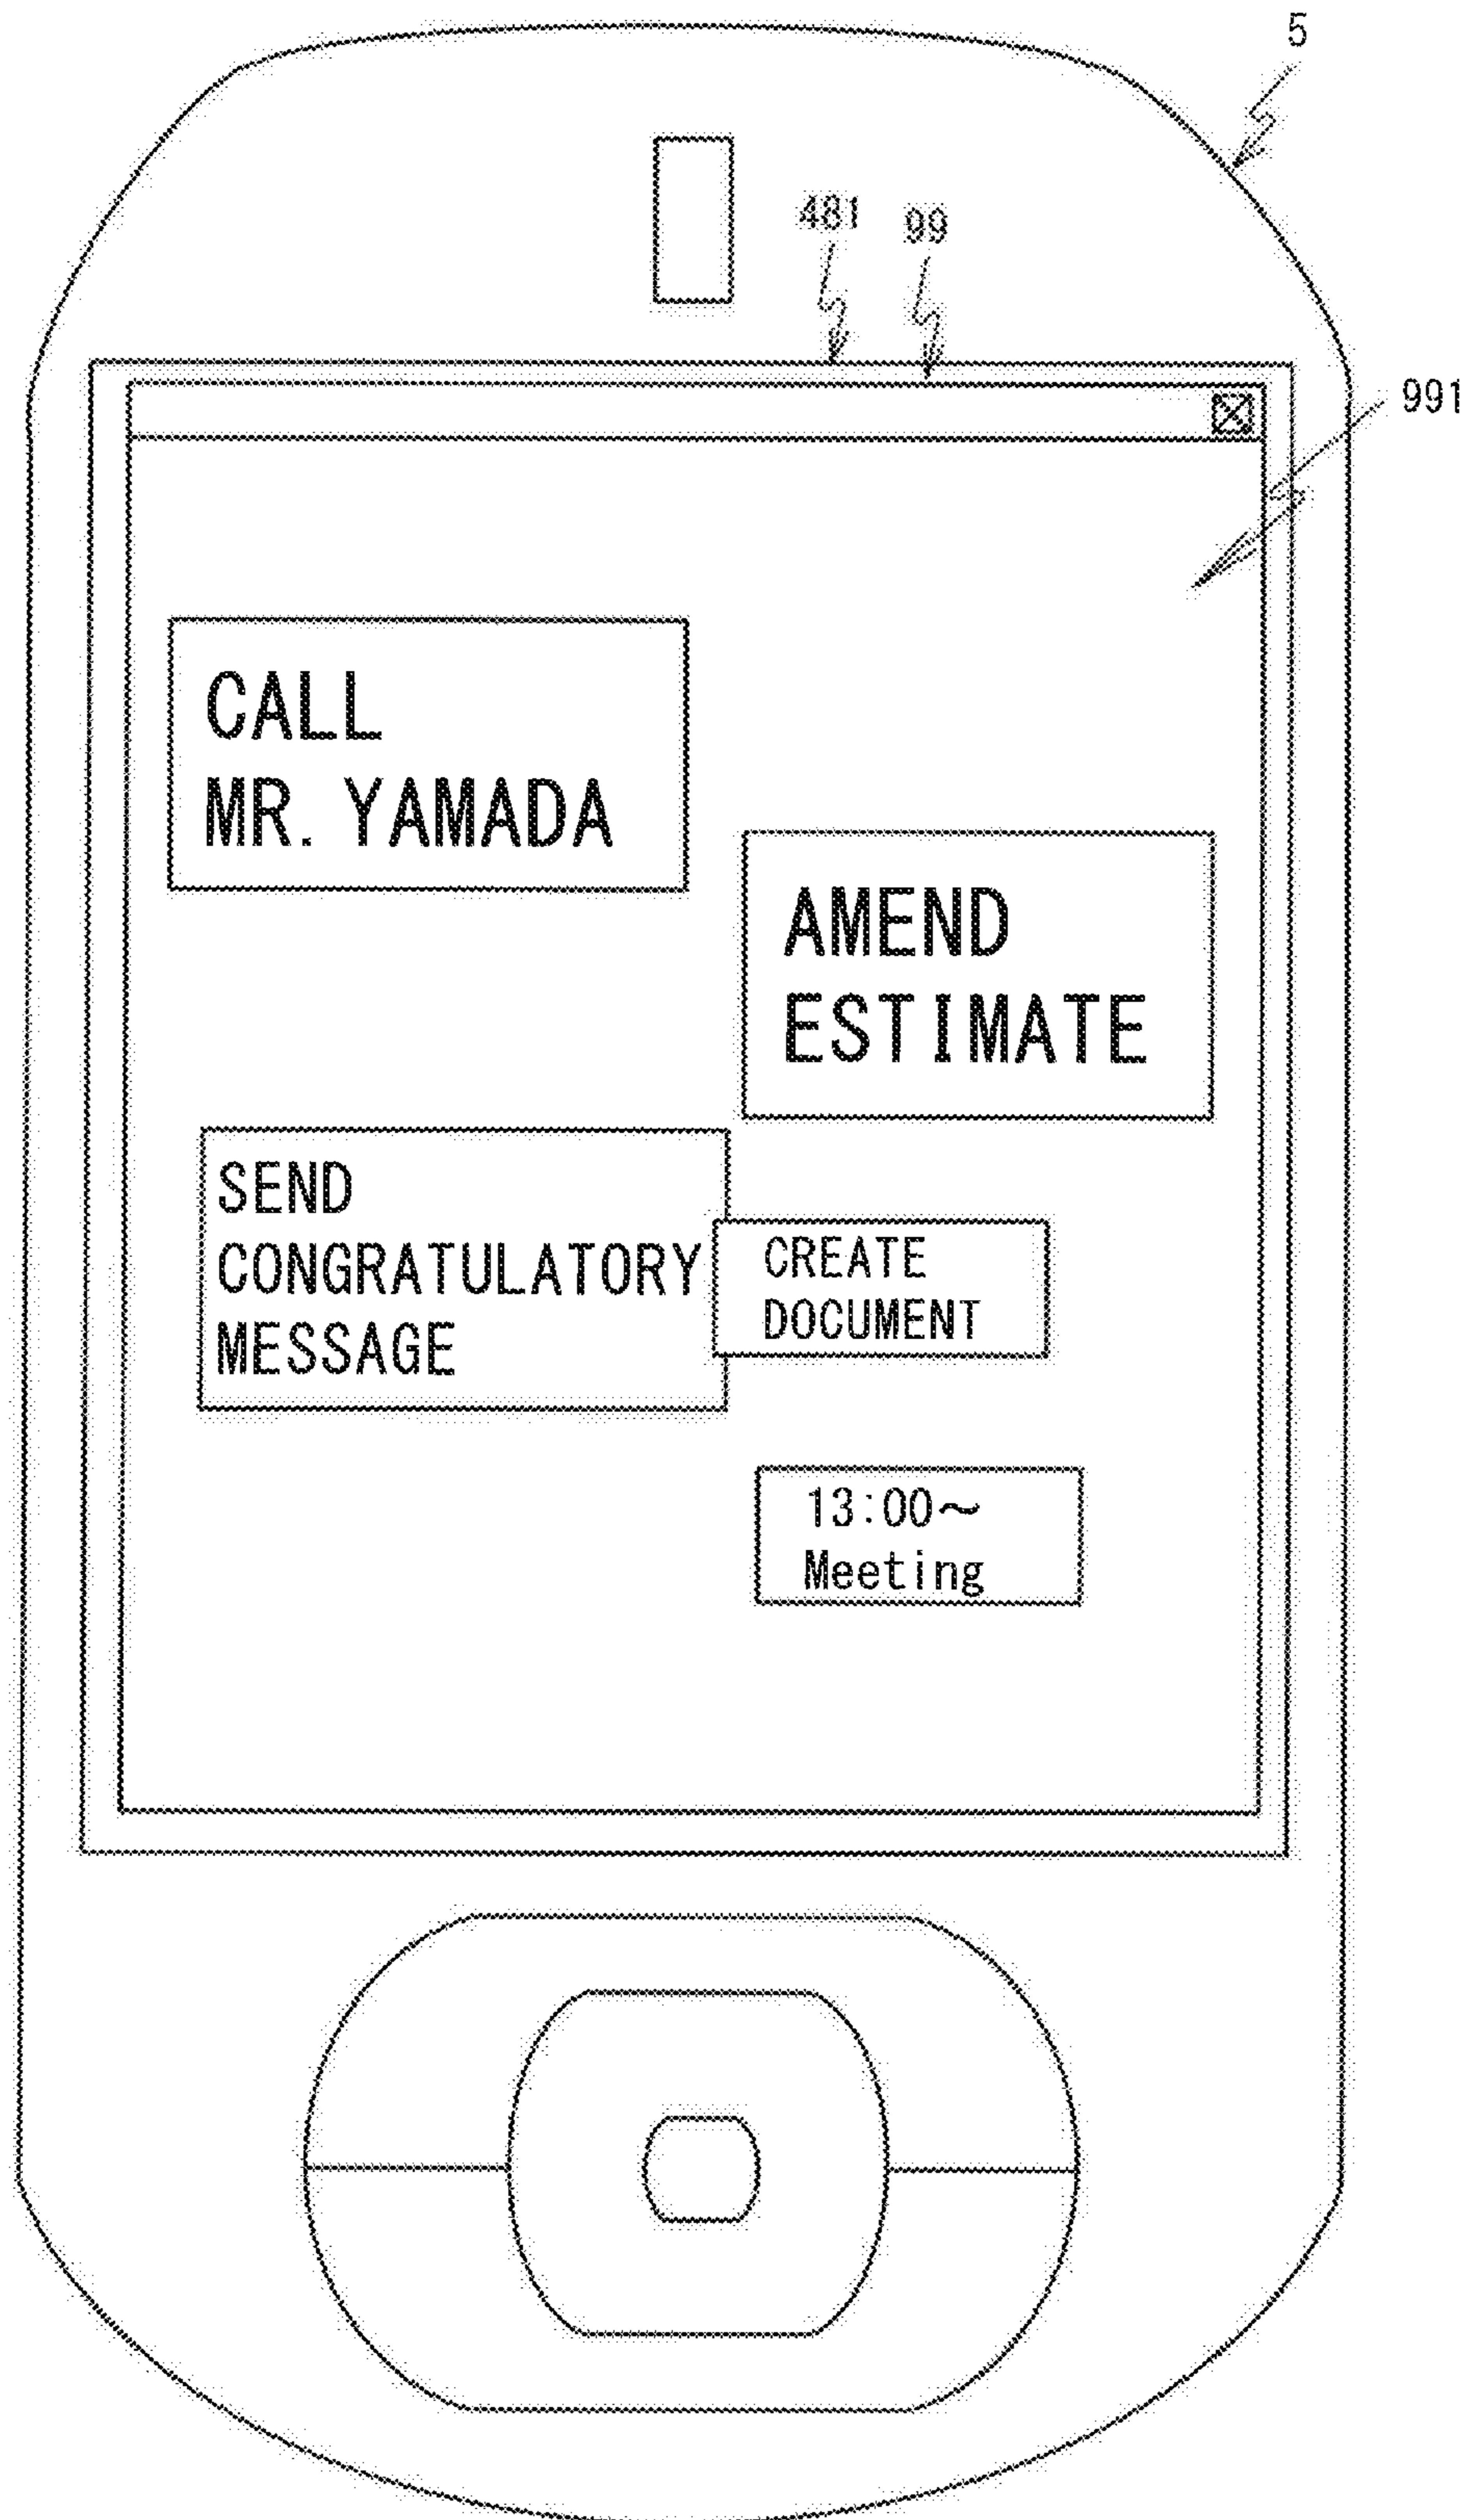 5
481
99
991
CALL
MR. YAMADA
AMEND
ESTIMATE
SEND
CONGRATULATORY
MESSAGE
CREATE
DOCUMENT
13:00～
Meeting